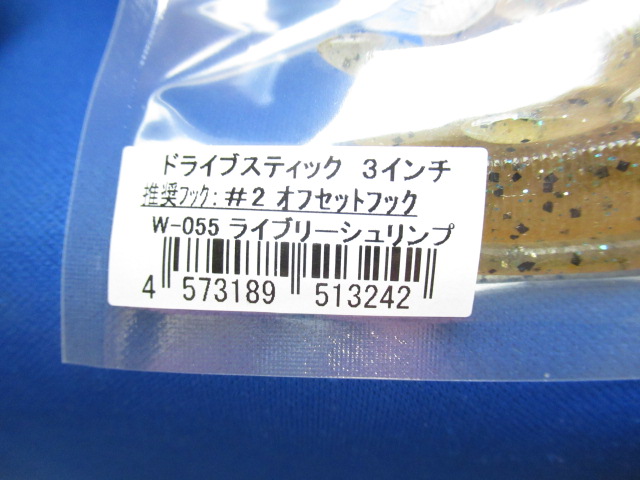 ドライブスティック 3インチ
推奨フック: #2 オフセットフック
W-055 ライブリーシュリンプ
4 573189 513242